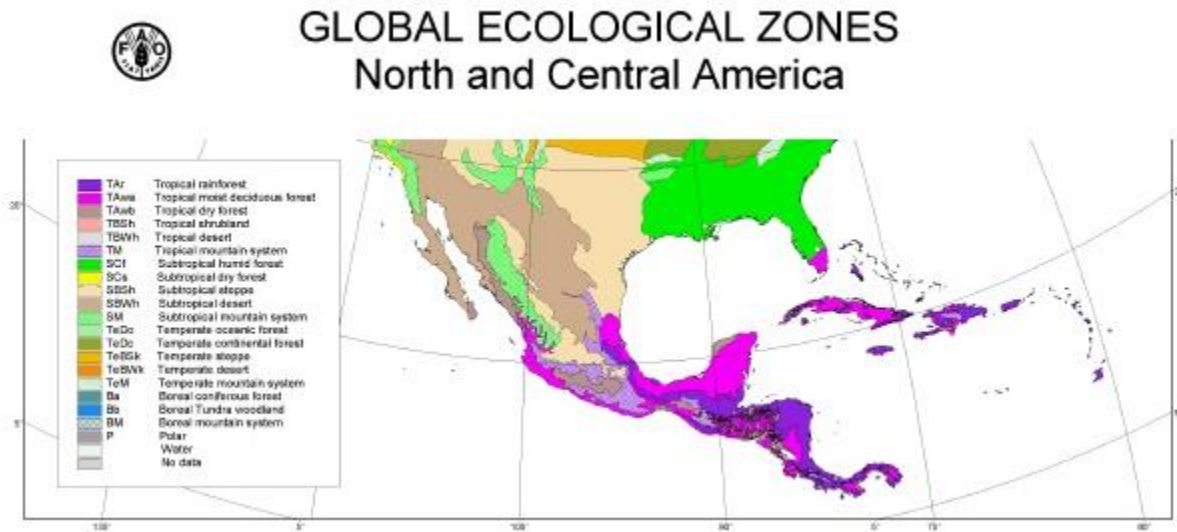 GLOBAL ECOLOGICAL ZONES
North and Central America
FAO
FIAT PANIS
TAr Tropical rainforest
TAwa Tropical moist deciduous forest
TAwb Tropical dry forest
TBSh Tropical shrubland
TBWh Tropical desert
TM Tropical mountain system
SCf Subtropical humid forest
SCs Subtropical dry forest
SBSh Subtropical steppe
SBWh Subtropical desert
SM Subtropical mountain system
TeDo Temperate oceanic forest
TeDc Temperate continental forest
TeBSk Temperate steppe
TeBWk Temperate desert
TeM Temperate mountain system
Ba Boreal coniferous forest
Bb Boreal Tundra woodland
BM Boreal mountain system
P Polar
Water
No data